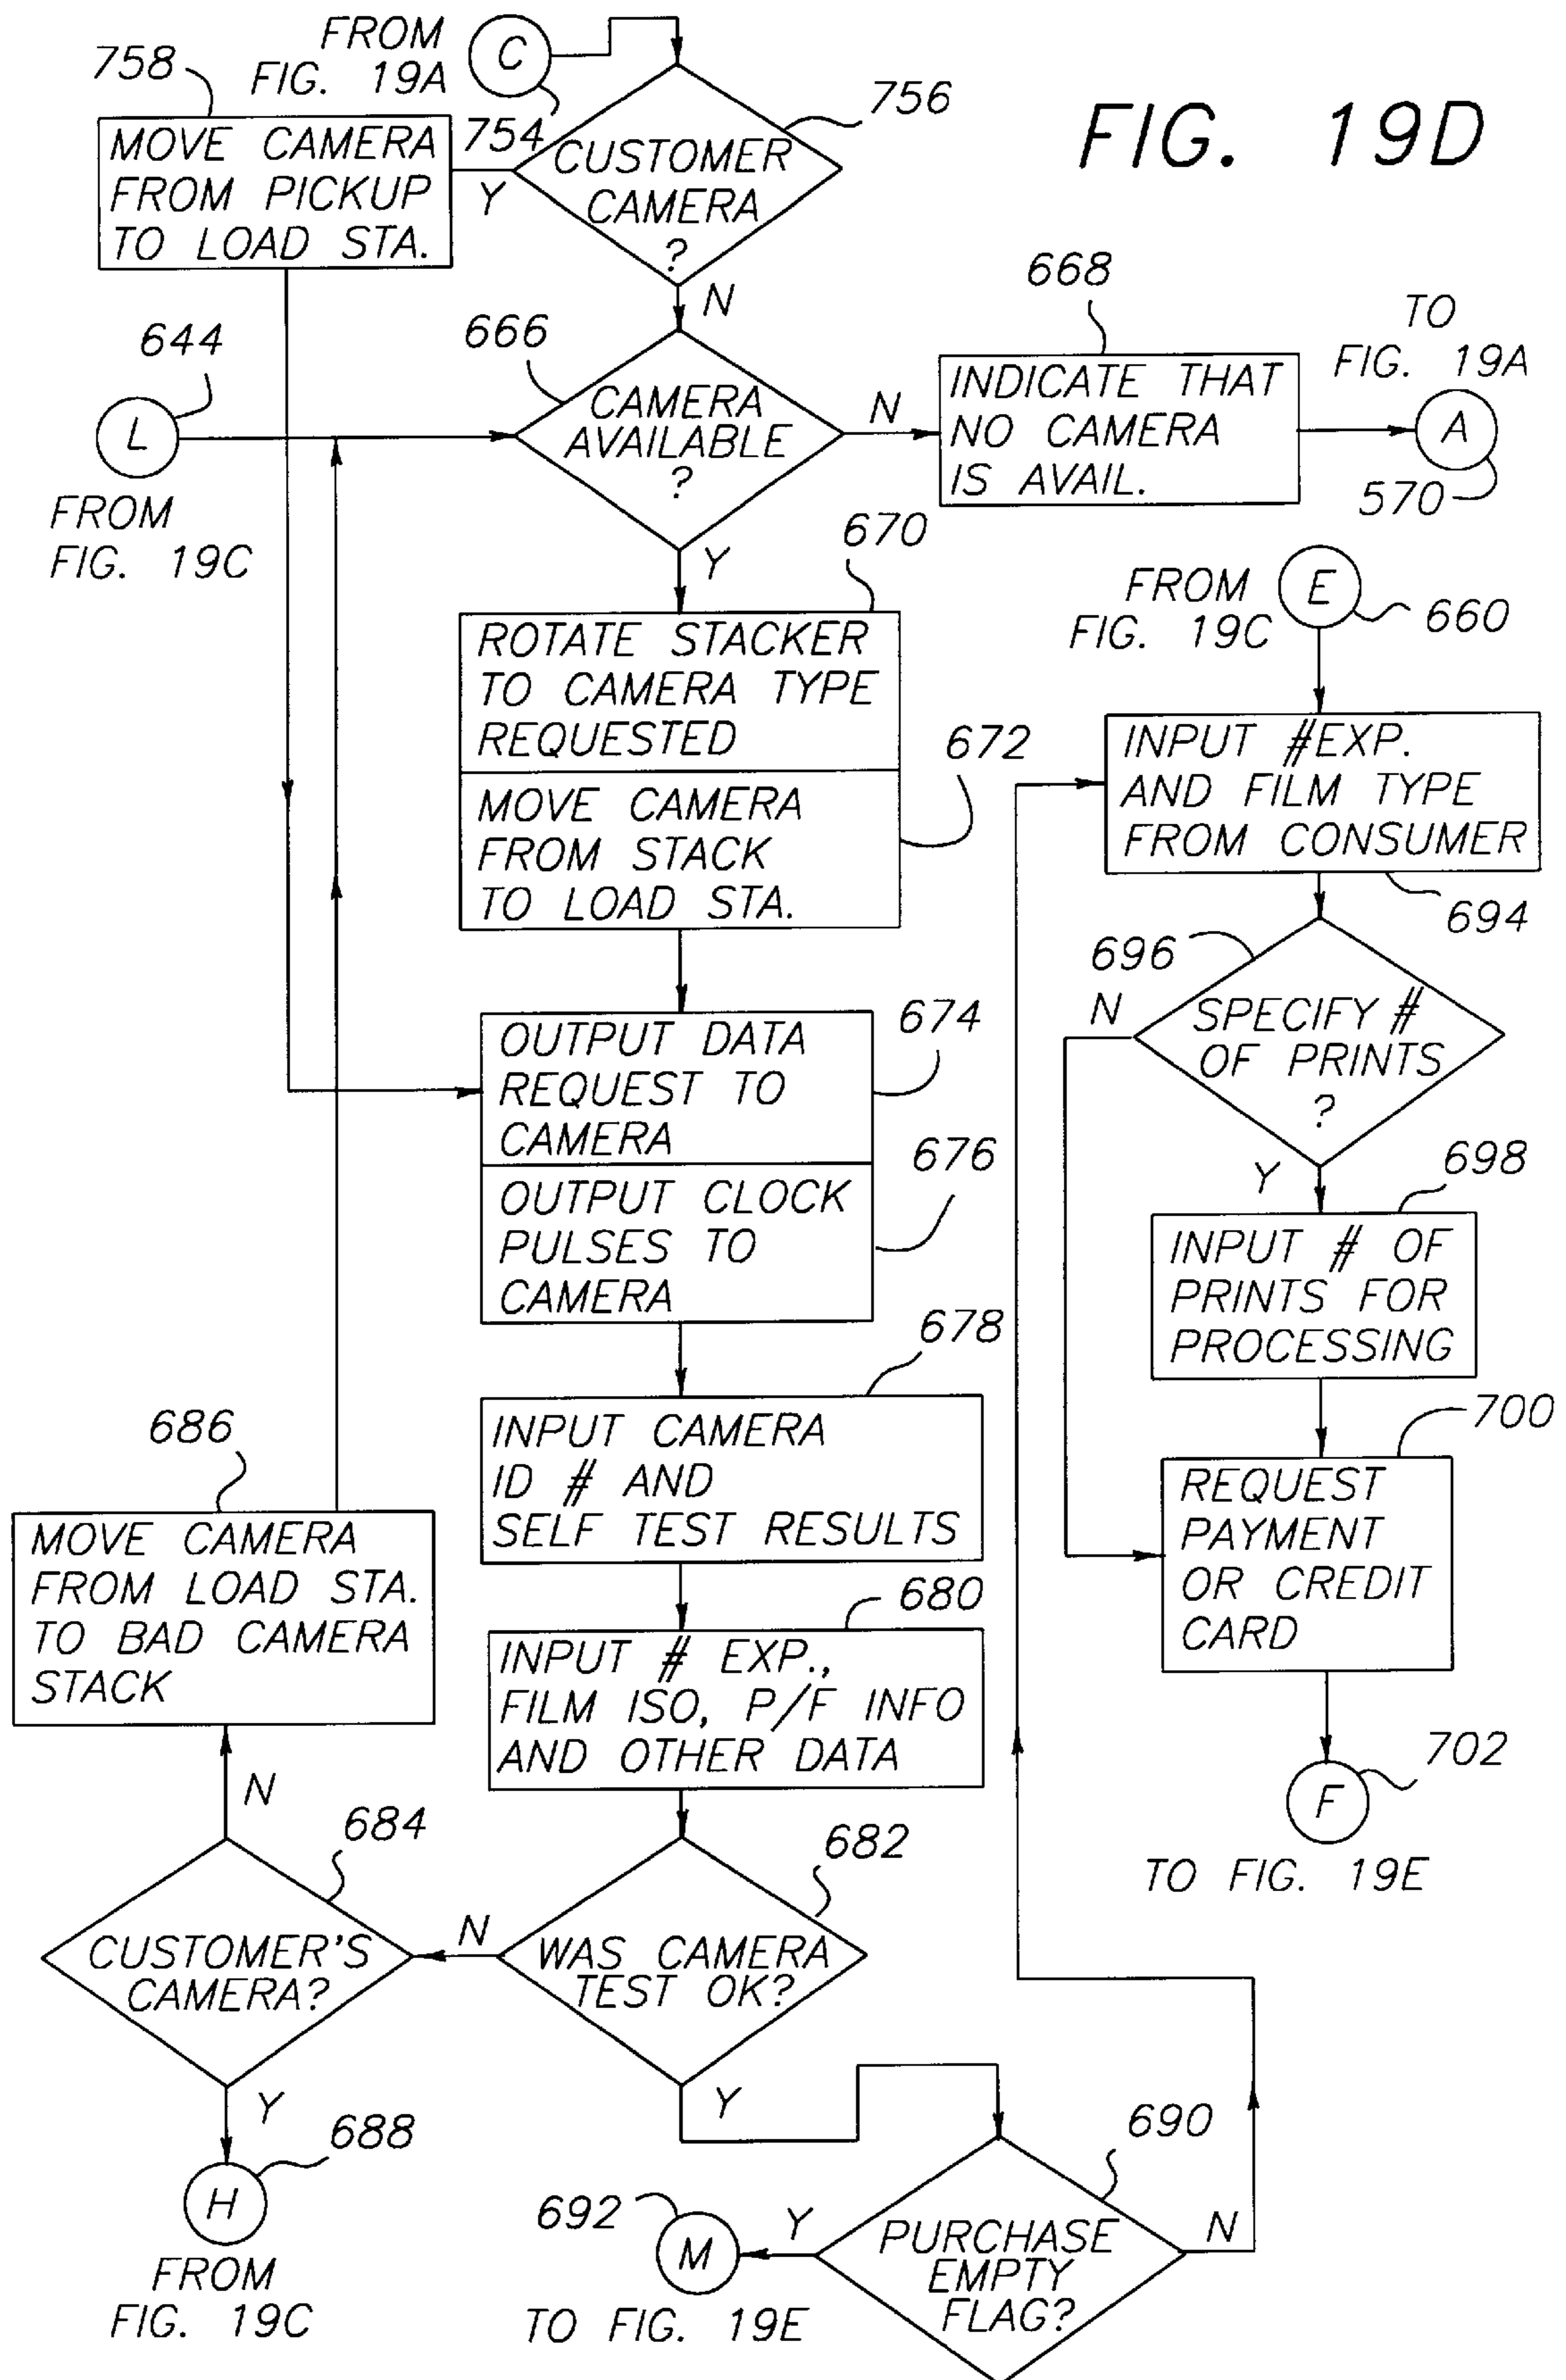 FIG. 19D
FROM
FIG. 19A
C
754
756
CUSTOMER
CAMERA
?
Y
N
758
MOVE CAMERA
FROM PICKUP
TO LOAD STA.
644
L
FROM
FIG. 19C
666
CAMERA
AVAILABLE
?
N
Y
668
INDICATE THAT
NO CAMERA
IS AVAIL.
TO
FIG. 19A
A
570
670
ROTATE STACKER
TO CAMERA TYPE
REQUESTED
672
MOVE CAMERA
FROM STACK
TO LOAD STA.
674
OUTPUT DATA
REQUEST TO
CAMERA
676
OUTPUT CLOCK
PULSES TO
CAMERA
678
INPUT CAMERA
ID # AND
SELF TEST RESULTS
680
INPUT # EXP.,
FILM ISO, P/F INFO
AND OTHER DATA
682
WAS CAMERA
TEST OK?
N
Y
684
CUSTOMER'S
CAMERA?
N
Y
686
MOVE CAMERA
FROM LOAD STA.
TO BAD CAMERA
STACK
688
H
FROM
FIG. 19C
690
PURCHASE
EMPTY
FLAG?
Y
N
692
M
TO FIG. 19E
FROM
FIG. 19C
E
660
INPUT #EXP.
AND FILM TYPE
FROM CONSUMER
694
696
SPECIFY #
OF PRINTS
?
N
Y
698
INPUT # OF
PRINTS FOR
PROCESSING
700
REQUEST
PAYMENT
OR CREDIT
CARD
702
F
TO FIG. 19E